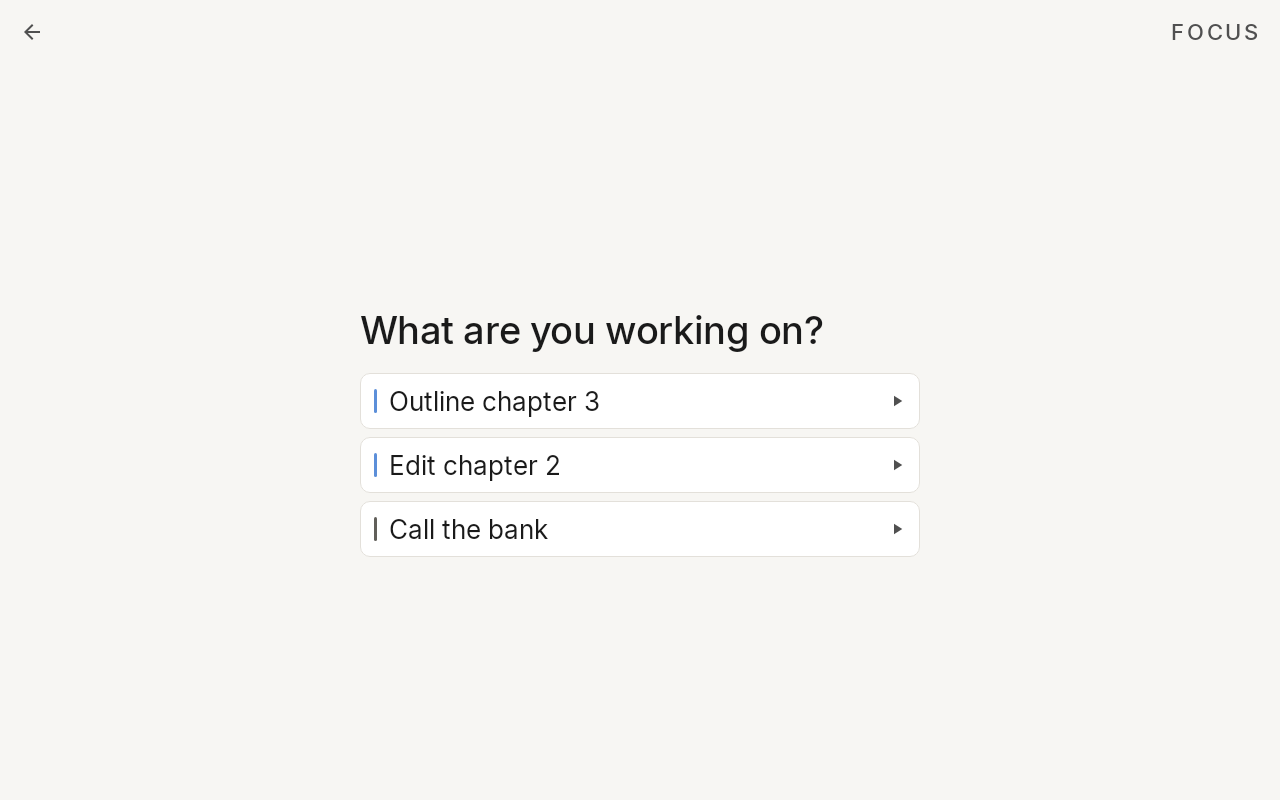 FOCUS
What are you working on?
Outline chapter 3
Edit chapter 2
Call the bank